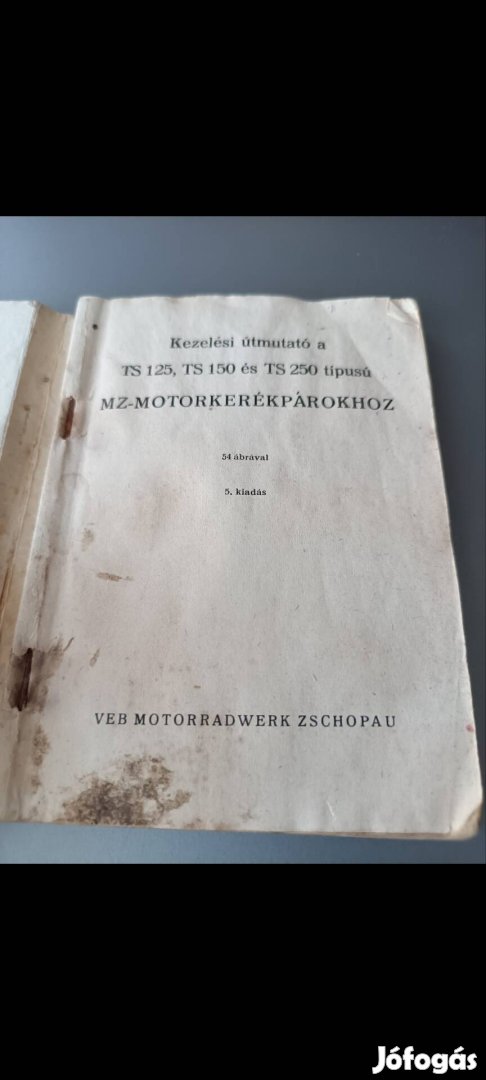 Kezelési útmutató a
TS 125, TS 150 és TS 250 típusú
MZ-MOTORKERÉKPÁROKHOZ
54 ábrával
5. kiadás
VEB MOTORRADWERK ZSCHOPAU
Jófogás